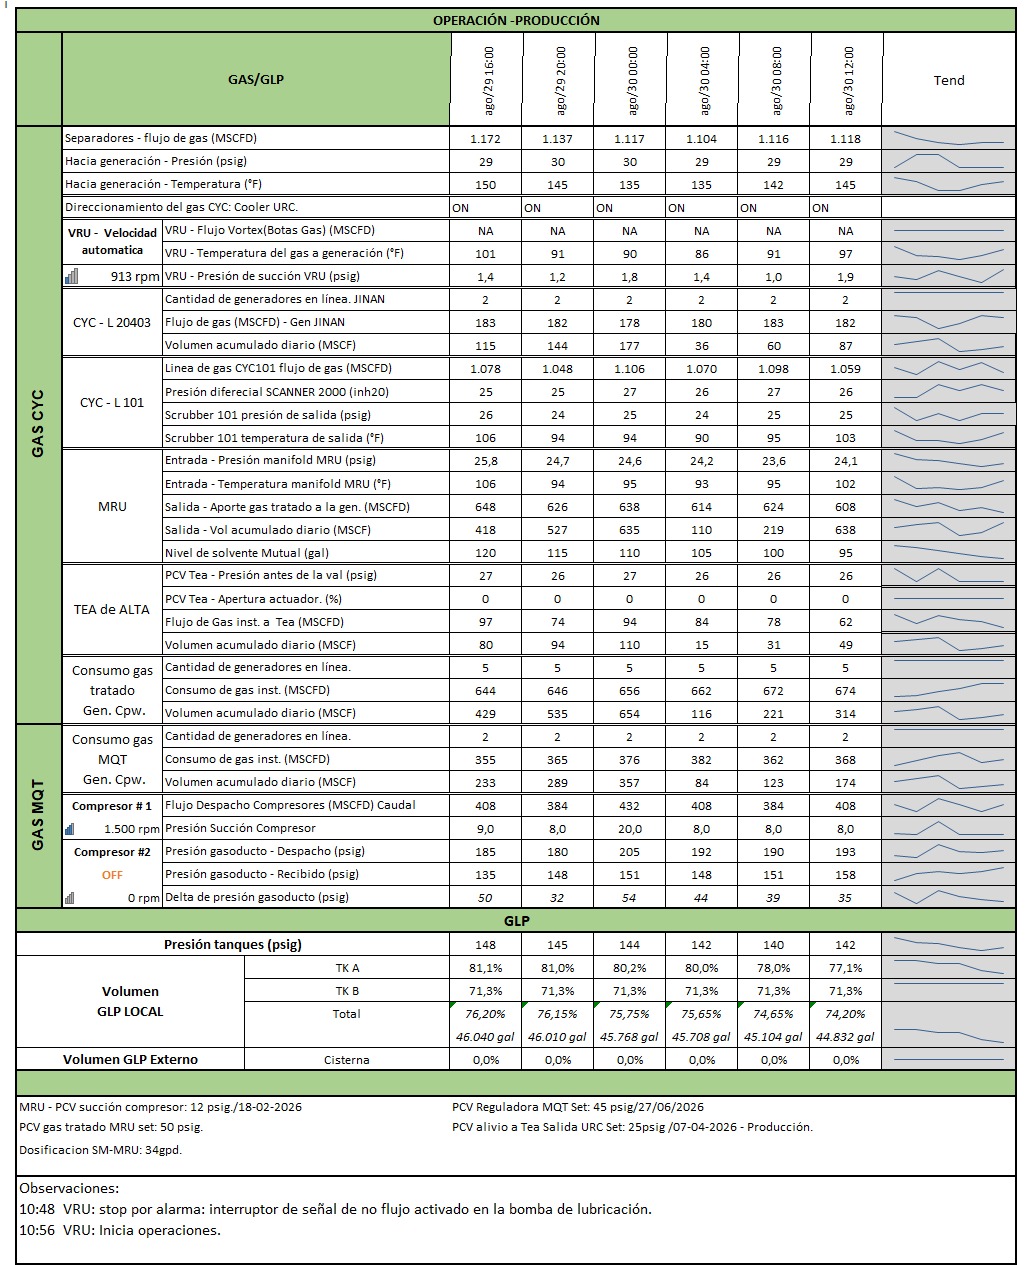 OPERACIÓN -PRODUCCIÓN
GAS/GLP ago/29 16:00 ago/29 20:00 ago/30 00:00 ago/30 04:00 ago/30 08:00 ago/30 12:00 Tend
GAS CYC
Separadores - flujo de gas (MSCFD) 1.172 1.137 1.117 1.104 1.116 1.118
Hacia generación - Presión (psig) 29 30 30 29 29 29
Hacia generación - Temperatura (°F) 150 145 135 135 142 145
Direccionamiento del gas CYC: Cooler URC. ON ON ON ON ON ON
VRU - Velocidad automatica
913 rpm
VRU - Flujo Vortex(Botas Gas) (MSCFD) NA NA NA NA NA NA
VRU - Temperatura del gas a generación (°F) 101 91 90 86 91 97
VRU - Presión de succión VRU (psig) 1,4 1,2 1,8 1,4 1,0 1,9
CYC - L 20403
Cantidad de generadores en línea. JINAN 2 2 2 2 2 2
Flujo de gas (MSCFD) - Gen JINAN 183 182 178 180 183 182
Volumen acumulado diario (MSCF) 115 144 177 36 60 87
CYC - L 101
Linea de gas CYC101 flujo de gas (MSCFD) 1.078 1.048 1.106 1.070 1.098 1.059
Presión diferecial SCANNER 2000 (inh20) 25 25 27 26 27 26
Scrubber 101 presión de salida (psig) 26 24 25 24 25 25
Scrubber 101 temperatura de salida (°F) 106 94 94 90 95 103
MRU
Entrada - Presión manifold MRU (psig) 25,8 24,7 24,6 24,2 23,6 24,1
Entrada - Temperatura manifold MRU (°F) 106 94 95 93 95 102
Salida - Aporte gas tratado a la gen. (MSCFD) 648 626 638 614 624 608
Salida - Vol acumulado diario (MSCF) 418 527 635 110 219 638
Nivel de solvente Mutual (gal) 120 115 110 105 100 95
TEA de ALTA
PCV Tea - Presión antes de la val (psig) 27 26 27 26 26 26
PCV Tea - Apertura actuador. (%) 0 0 0 0 0 0
Flujo de Gas inst. a Tea (MSCFD) 97 74 94 84 78 62
Volumen acumulado diario (MSCF) 80 94 110 15 31 49
Consumo gas tratado Gen. Cpw.
Cantidad de generadores en línea. 5 5 5 5 5 5
Consumo de gas inst. (MSCFD) 644 646 656 662 672 674
Volumen acumulado diario (MSCF) 429 535 654 116 221 314
GAS MQT
Consumo gas MQT Gen. Cpw.
Cantidad de generadores en línea. 2 2 2 2 2 2
Consumo de gas inst. (MSCFD) 355 365 376 382 362 368
Volumen acumulado diario (MSCF) 233 289 357 84 123 174
Compresor # 1
1.500 rpm
Flujo Despacho Compresores (MSCFD) Caudal 408 384 432 408 384 408
Presión Succión Compresor 9,0 8,0 20,0 8,0 8,0 8,0
Compresor #2
OFF
0 rpm
Presión gasoducto - Despacho (psig) 185 180 205 192 190 193
Presión gasoducto - Recibido (psig) 135 148 151 148 151 158
Delta de presión gasoducto (psig) 50 32 54 44 39 35
GLP
Presión tanques (psig) 148 145 144 142 140 142
Volumen
GLP LOCAL
TK A 81,1% 81,0% 80,2% 80,0% 78,0% 77,1%
TK B 71,3% 71,3% 71,3% 71,3% 71,3% 71,3%
Total 76,20% 76,15% 75,75% 75,65% 74,65% 74,20%
46.040 gal 46.010 gal 45.768 gal 45.708 gal 45.104 gal 44.832 gal
Volumen GLP Externo Cisterna 0,0% 0,0% 0,0% 0,0% 0,0% 0,0%
MRU - PCV succión compresor: 12 psig./18-02-2026 PCV Reguladora MQT Set: 45 psig/27/06/2026
PCV gas tratado MRU set: 50 psig. PCV alivio a Tea Salida URC Set: 25psig /07-04-2026 - Producción.
Dosificacion SM-MRU: 34gpd.
Observaciones:
10:48 VRU: stop por alarma: interruptor de señal de no flujo activado en la bomba de lubricación.
10:56 VRU: Inicia operaciones.